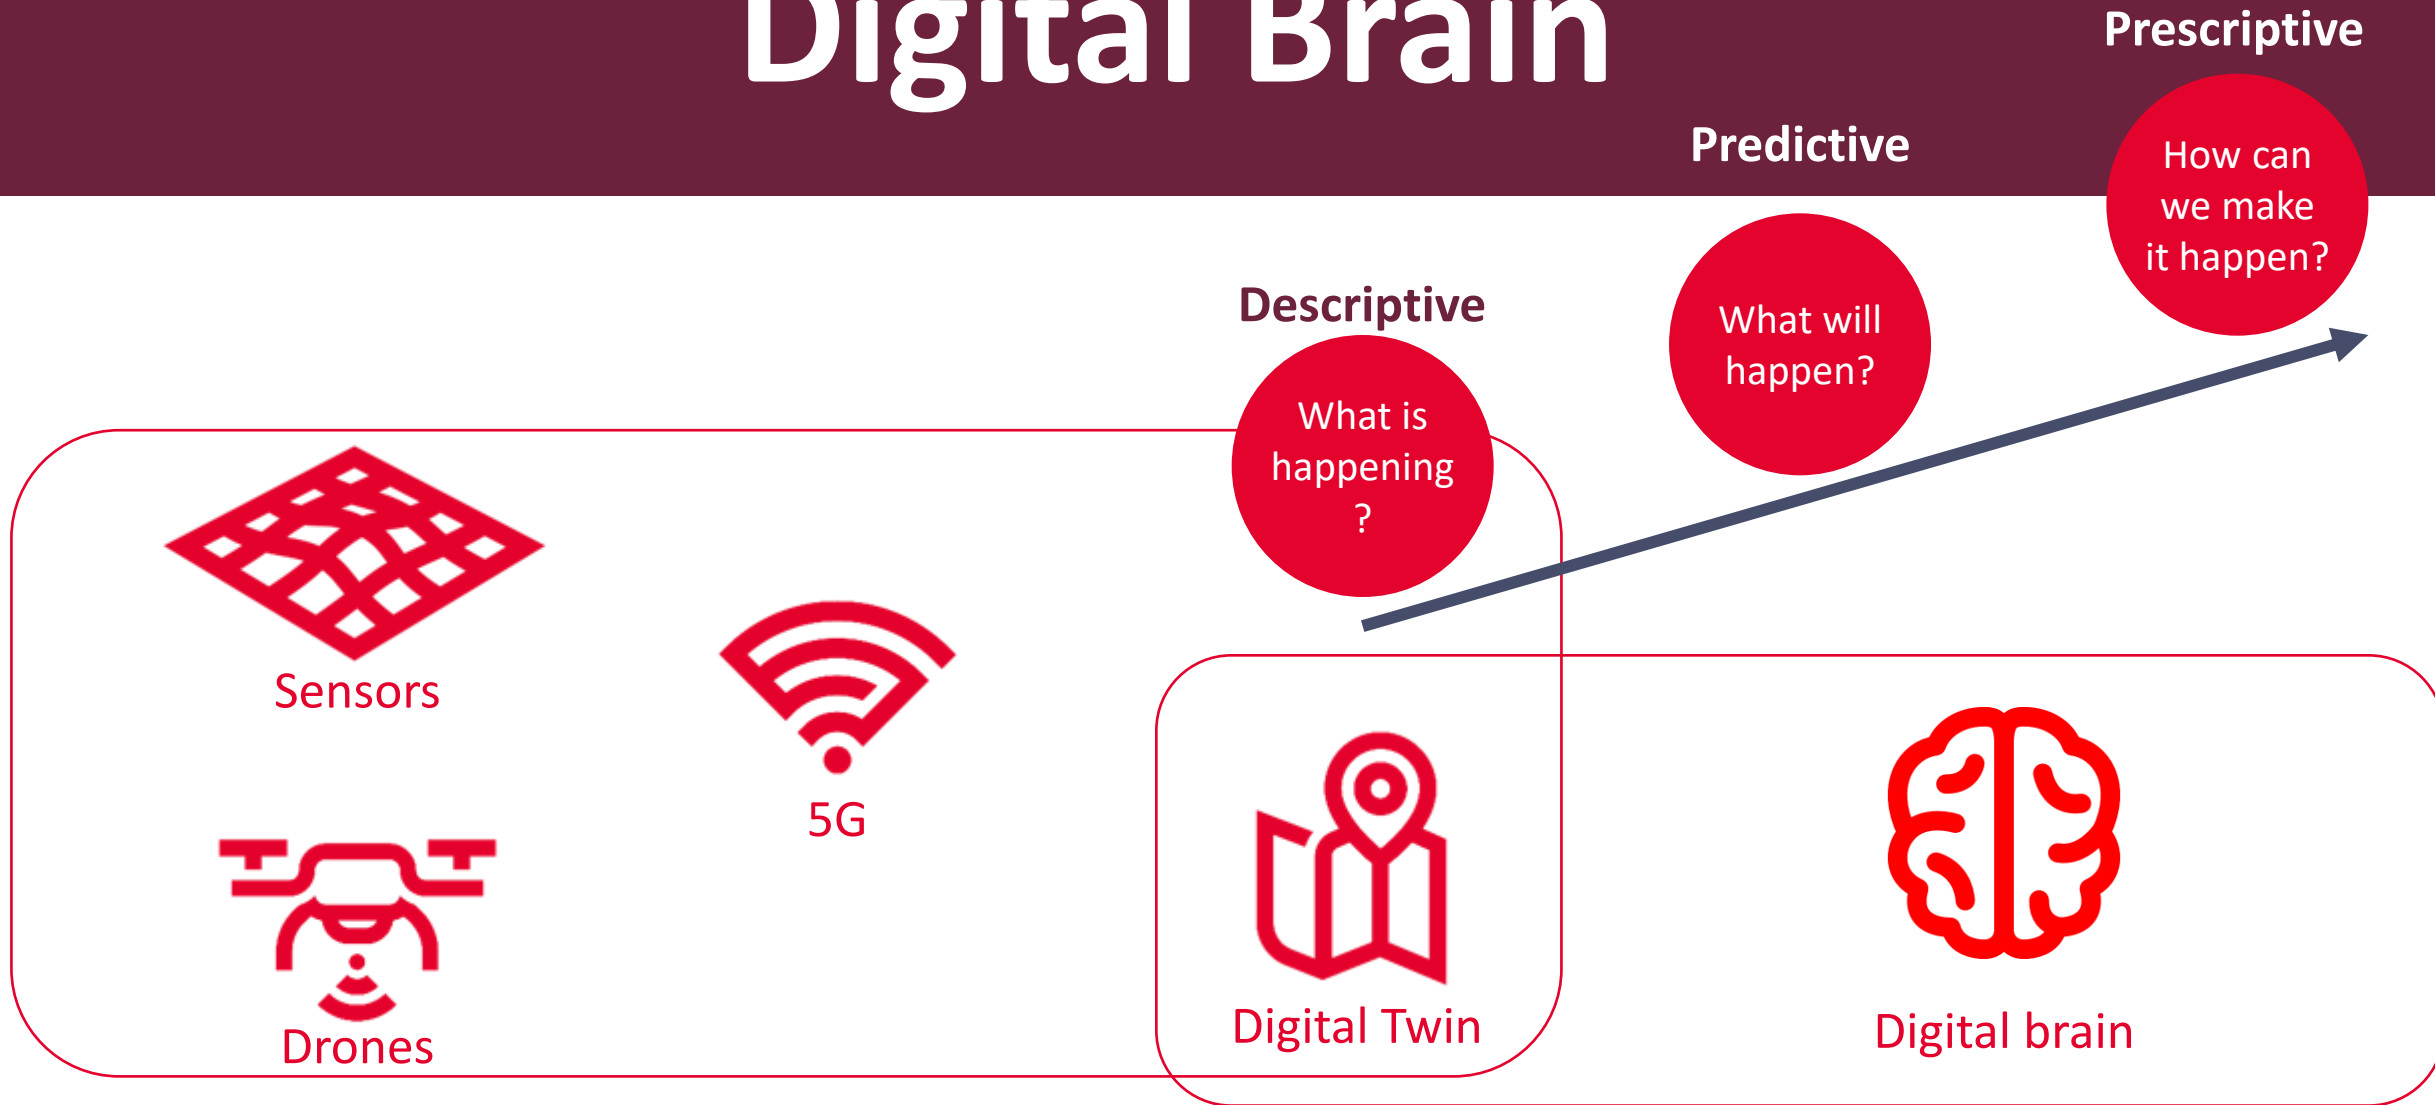 Digital Brain
Prescriptive
How can
we make
it happen?
Predictive
What will
happen?
Descriptive
What is
happening
?
Sensors
5G
Drones
Digital Twin
Digital brain